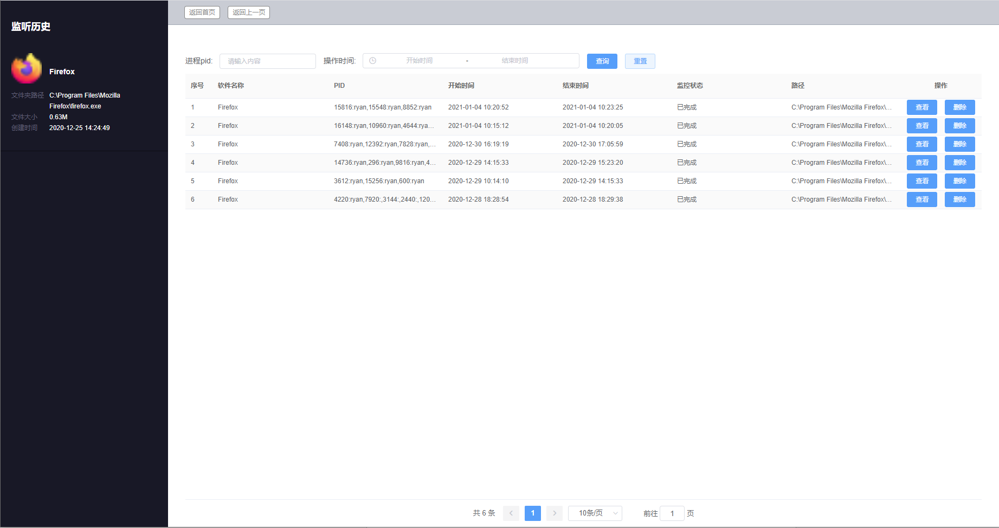 监听历史
Firefox
文件夹路径 C:\Program Files\Mozilla
Firefox\firefox.exe
文件大小 0.63M
创建时间 2020-12-25 14:24:49
返回首页 返回上一页
进程pid: 请输入内容 操作时间: 开始时间 - 结束时间 查询 重置
序号 软件名称 PID 开始时间 结束时间 监控状态 路径 操作
1 Firefox 15816:ryan,15548:ryan,8852:ryan 2021-01-04 10:20:52 2021-01-04 10:23:25 已完成 C:\Program Files\Mozilla Firefox\... 查看 删除
2 Firefox 16148:ryan,10960:ryan,4644:rya... 2021-01-04 10:15:12 2021-01-04 10:20:05 已完成 C:\Program Files\Mozilla Firefox\... 查看 删除
3 Firefox 7408:ryan,12392:ryan,7828:ryan,... 2020-12-30 16:19:19 2020-12-30 17:05:59 已完成 C:\Program Files\Mozilla Firefox\... 查看 删除
4 Firefox 14736:ryan,296:ryan,9816:ryan,4... 2020-12-29 14:15:33 2020-12-29 15:23:20 已完成 C:\Program Files\Mozilla Firefox\... 查看 删除
5 Firefox 3612:ryan,15256:ryan,600:ryan 2020-12-29 10:14:10 2020-12-29 14:15:33 已完成 C:\Program Files\Mozilla Firefox\... 查看 删除
6 Firefox 4220:ryan,7920:,3144:,2440:,120... 2020-12-28 18:28:54 2020-12-28 18:29:38 已完成 C:\Program Files\Mozilla Firefox\... 查看 删除
共 6 条 < 1 > 10条/页 前往 1 页